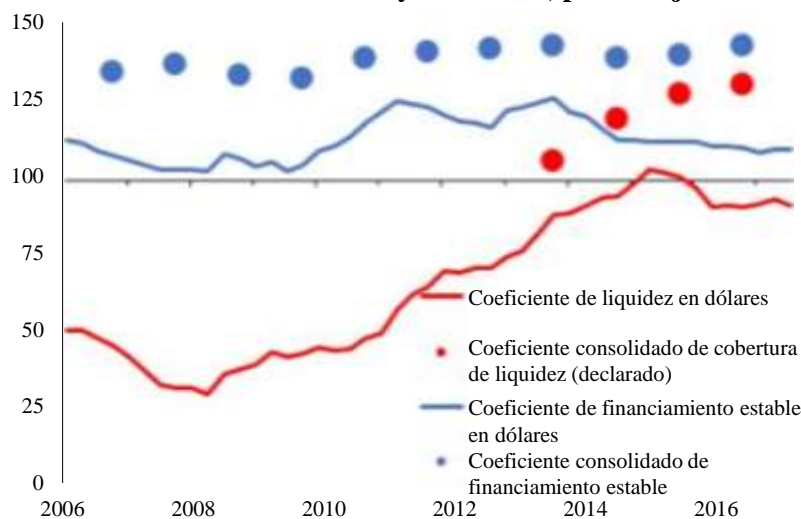 150
125
100
75
50
25
0
2006 2008 2010 2012 2014 2016
Coeficiente de liquidez en dólares
Coeficiente consolidado de cobertura
de liquidez (declarado)
Coeficiente de financiamiento estable
en dólares
Coeficiente consolidado de
financiamiento estable